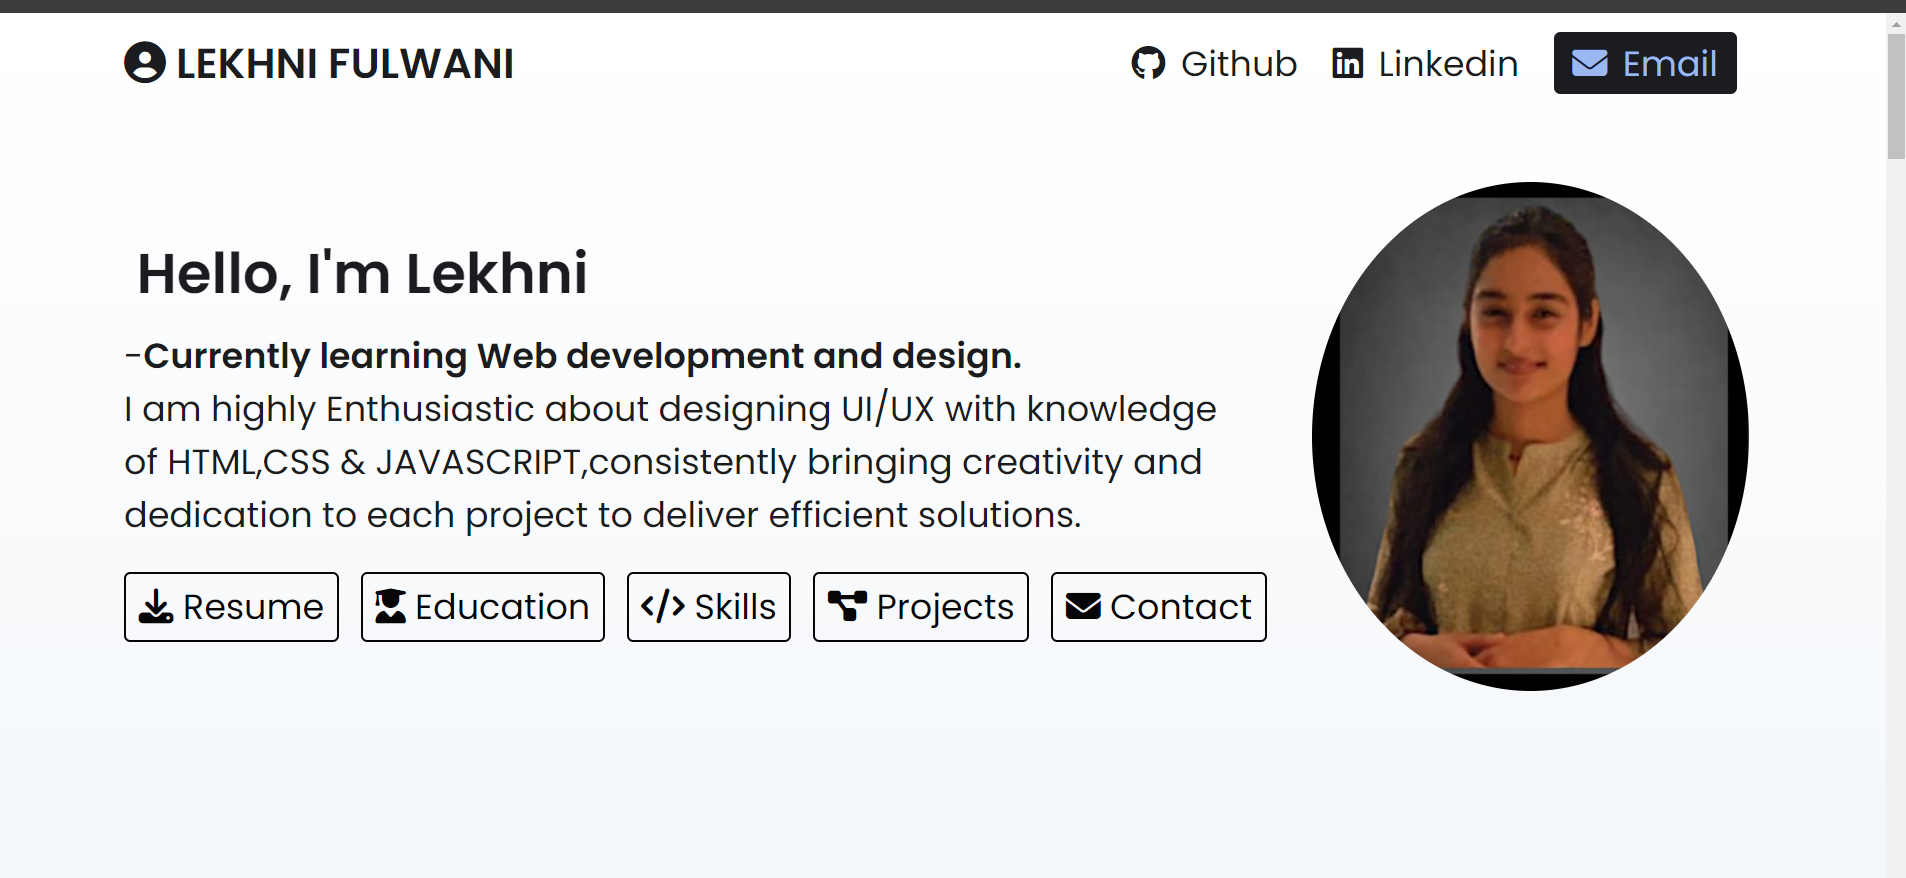 LEKHNI FULWANI
Github Linkedin Email
Hello, I'm Lekhni
-Currently learning Web development and design.
I am highly Enthusiastic about designing UI/UX with knowledge
of HTML,CSS & JAVASCRIPT,consistently bringing creativity and
dedication to each project to deliver efficient solutions.
Resume Education Skills Projects Contact